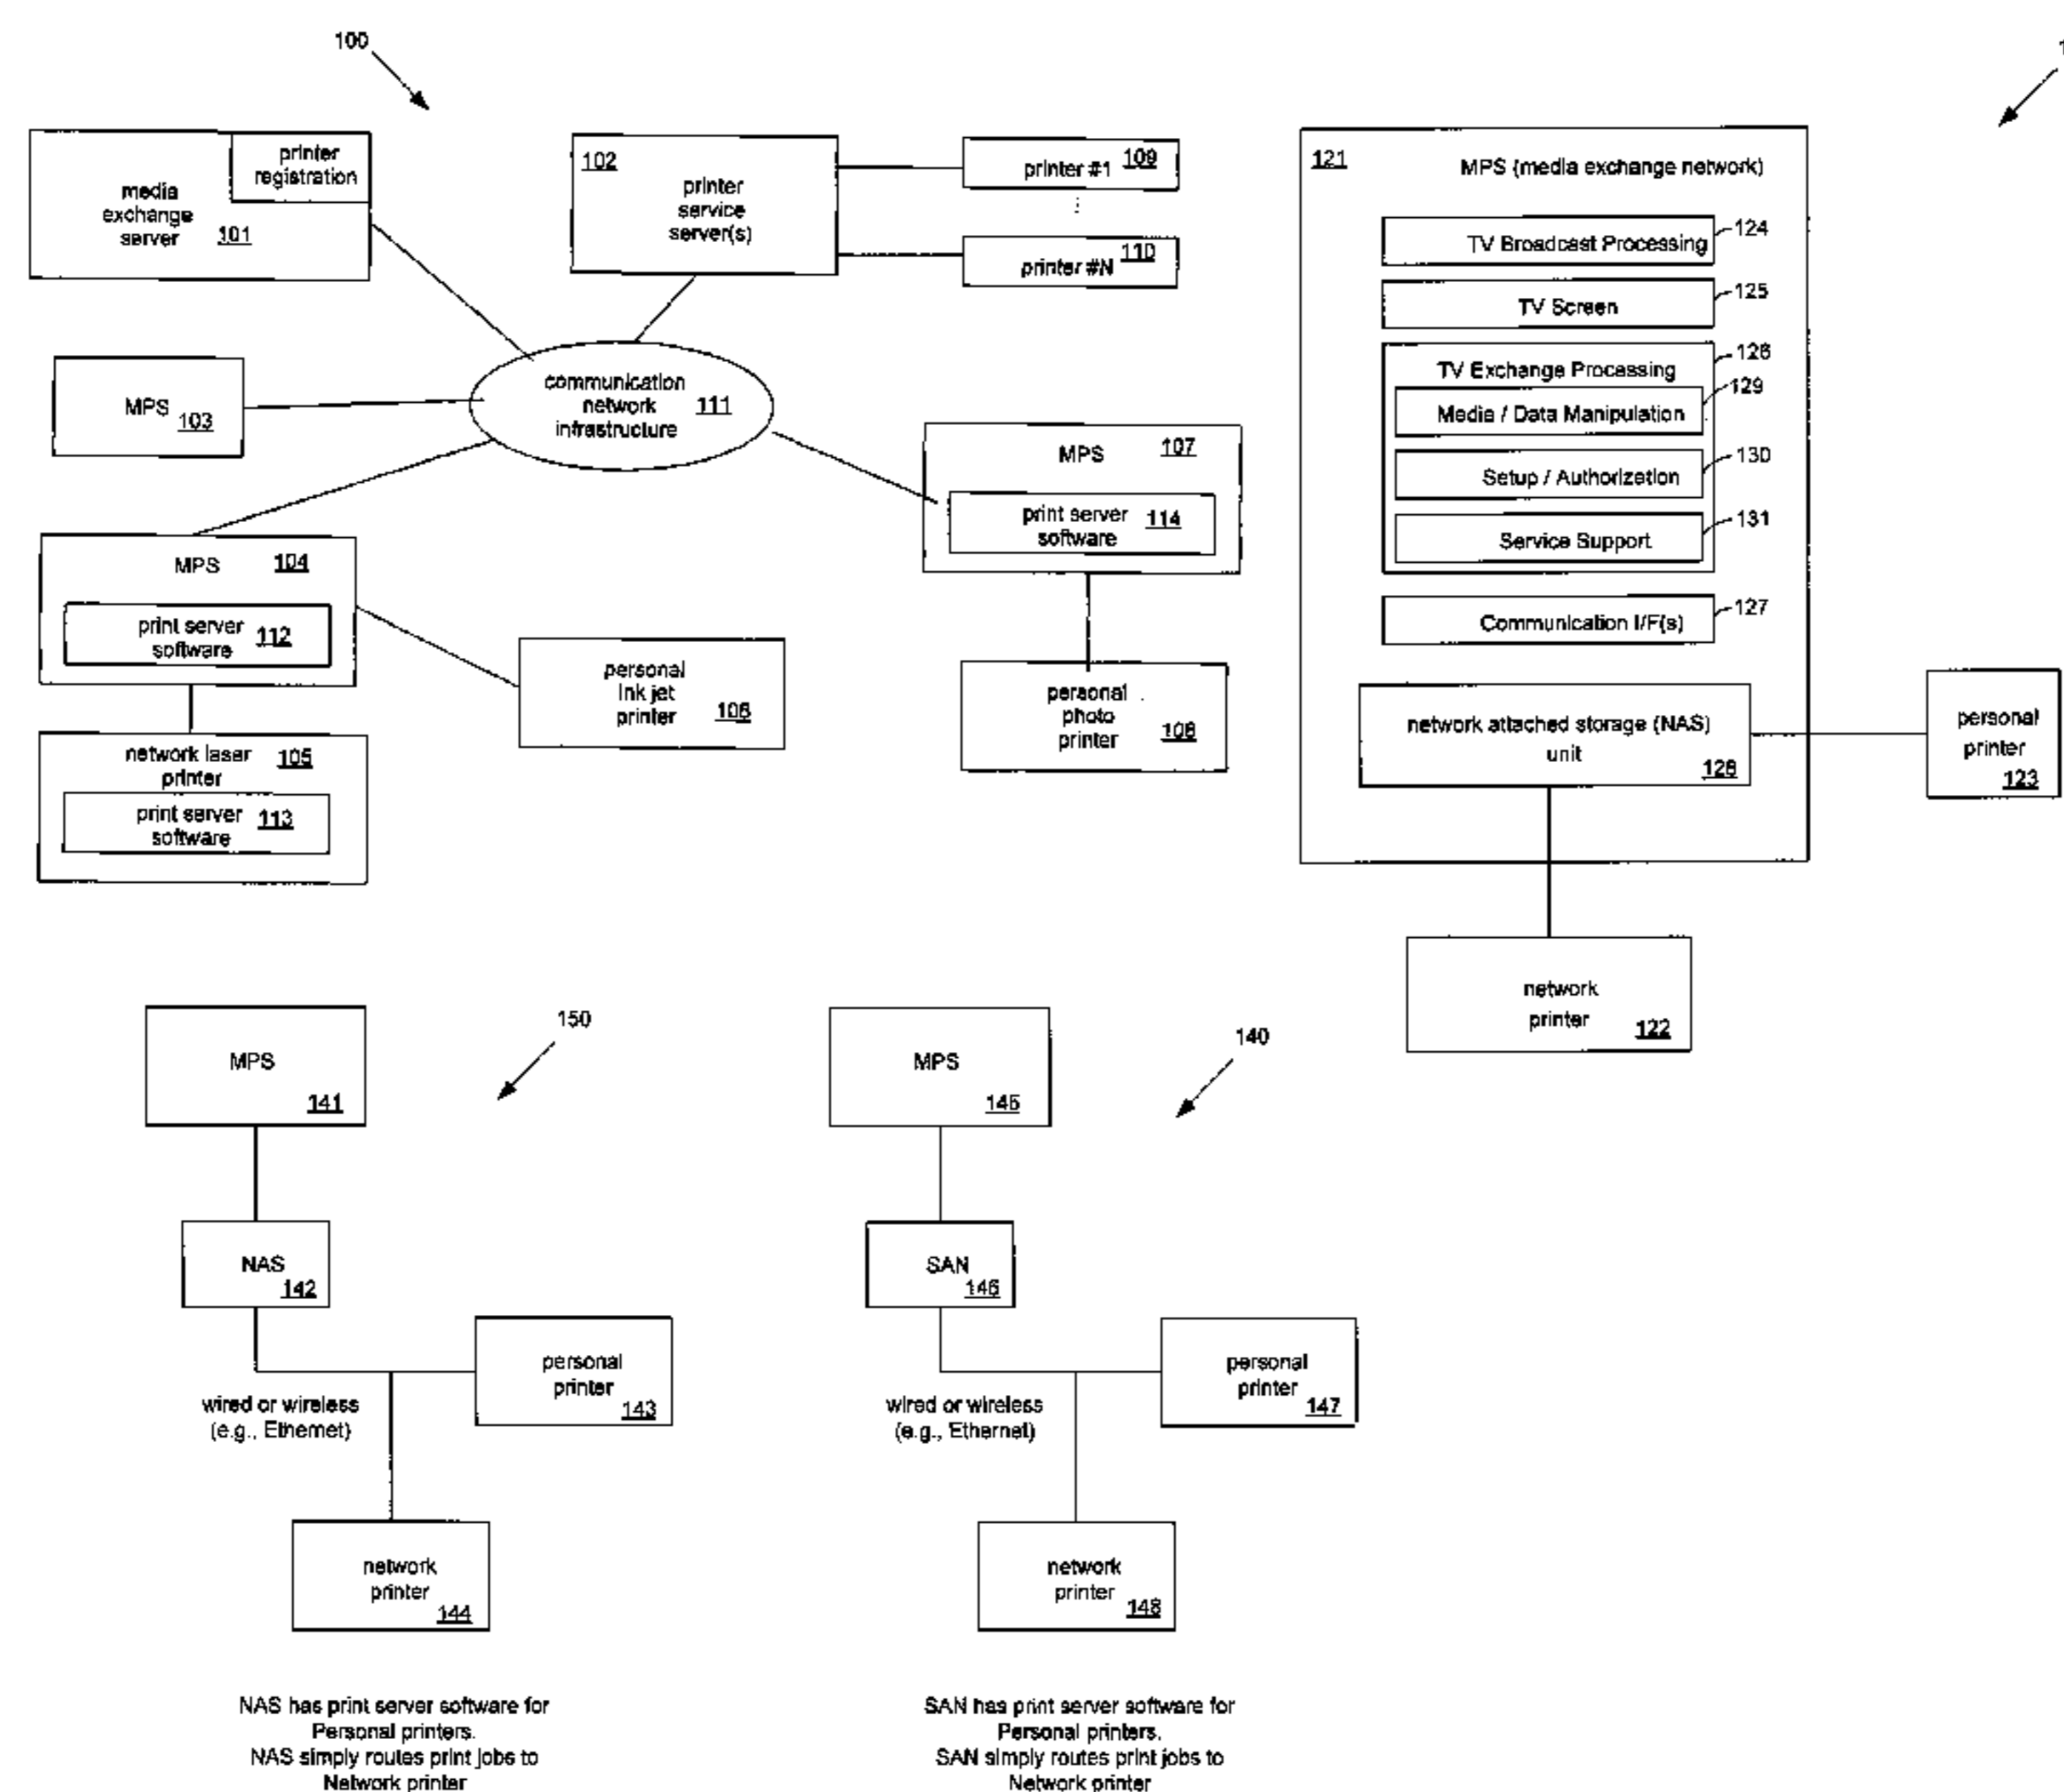 100
printer
registration
media
exchange
server 101
102
printer
service
server(s)
printer #1 109
printer #N 110
MPS 103
communication
network 111
infrastructure
MPS 107
print server
software 114
MPS 104
print server
software 112
personal
ink jet
printer 106
personal
photo
printer 108
network laser
printer 105
print server
software 113
121
MPS (media exchange network)
TV Broadcast Processing 124
TV Screen 125
TV Exchange Processing 126
Media / Data Manipulation 129
Setup / Authorization 130
Service Support 131
Communication I/F(s) 127
network attached storage (NAS)
unit
128
personal
printer
123
network
printer 122
150
MPS
141
NAS
142
personal
printer
143
wired or wireless
(e.g., Ethernet)
network
printer
144
NAS has print server software for
Personal printers.
NAS simply routes print jobs to
Network printer
140
MPS
145
SAN
146
personal
printer
147
wired or wireless
(e.g., Ethernet)
network
printer
148
SAN has print server software for
Personal printers.
SAN simply routes print jobs to
Network printer